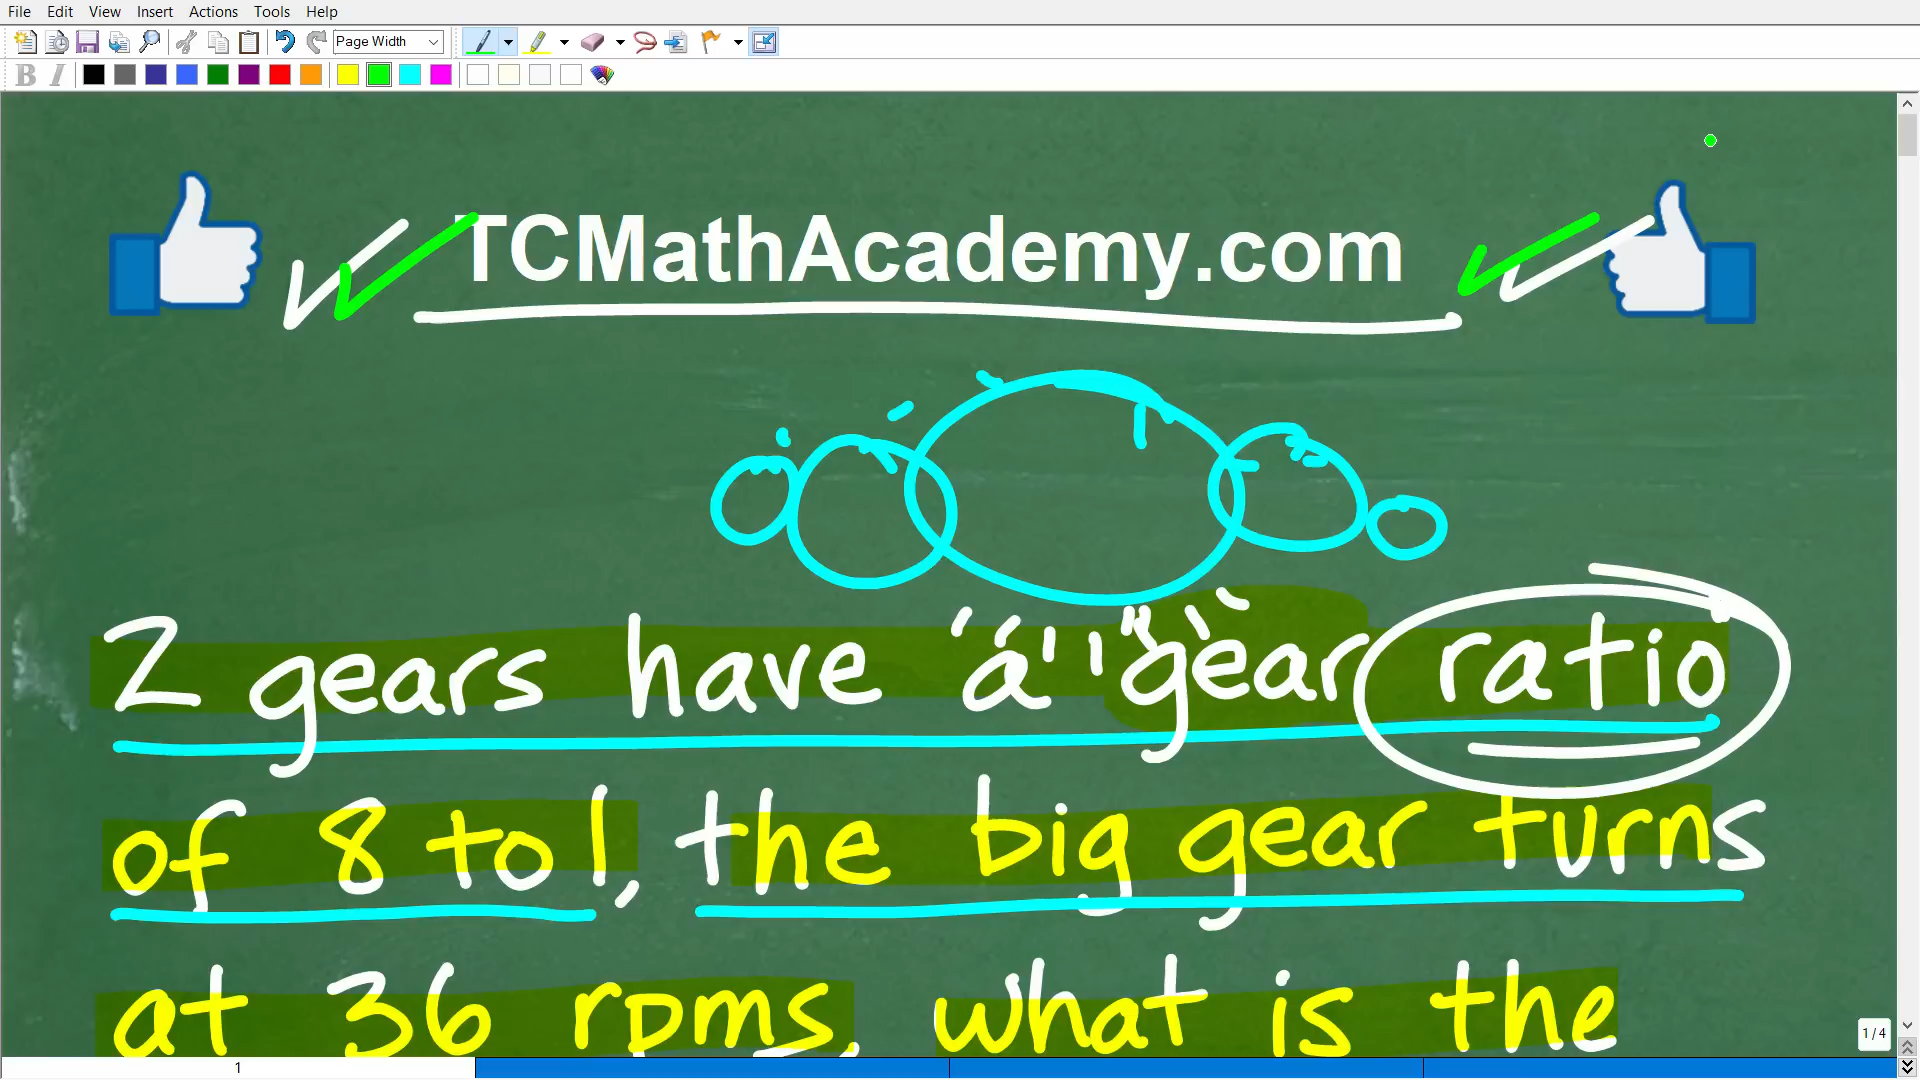 File Edit View Insert Actions Tools Help
Page Width
B I
TCMathAcademy.com
2 gears have a gear ratio
of 8 to 1, the big gear turns
at 36 rpms, what is the
1 / 4
1